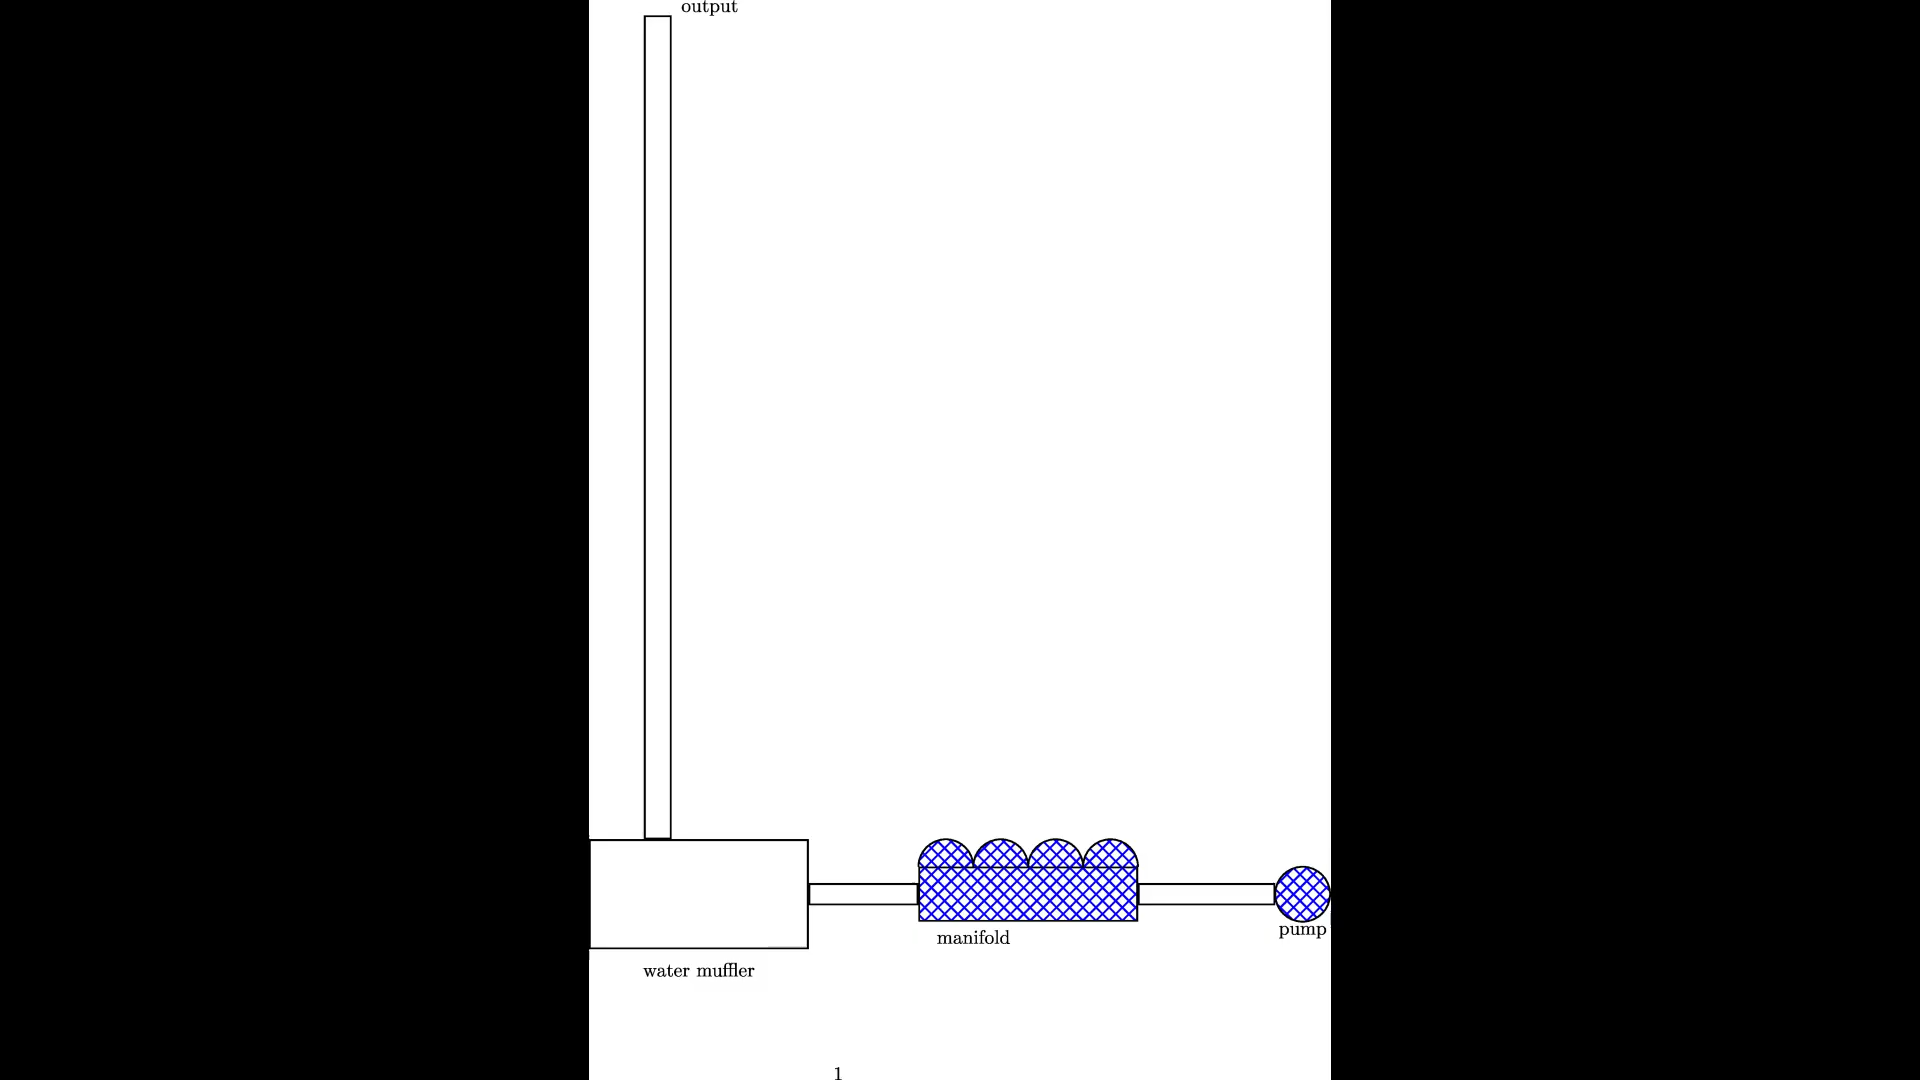 output
manifold
pump
water muffler
1